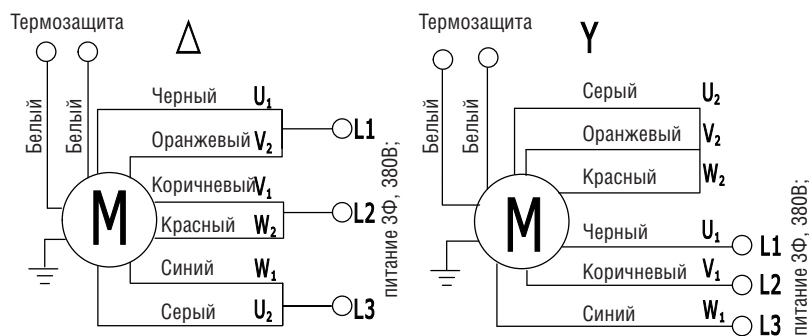 Термозащита
Δ
Белый
Белый
Черный U₁
Оранжевый V₂
L1
Коричневый V₁
Красный W₂
L2
Синий W₁
Серый U₂
L3
M
питание 3Ф, 380В;
Термозащита
Y
Белый
Белый
Серый U₂
Оранжевый V₂
Красный W₂
M
Черный U₁ L1
Коричневый V₁ L2
Синий W₁ L3
питание 3Ф, 380В;